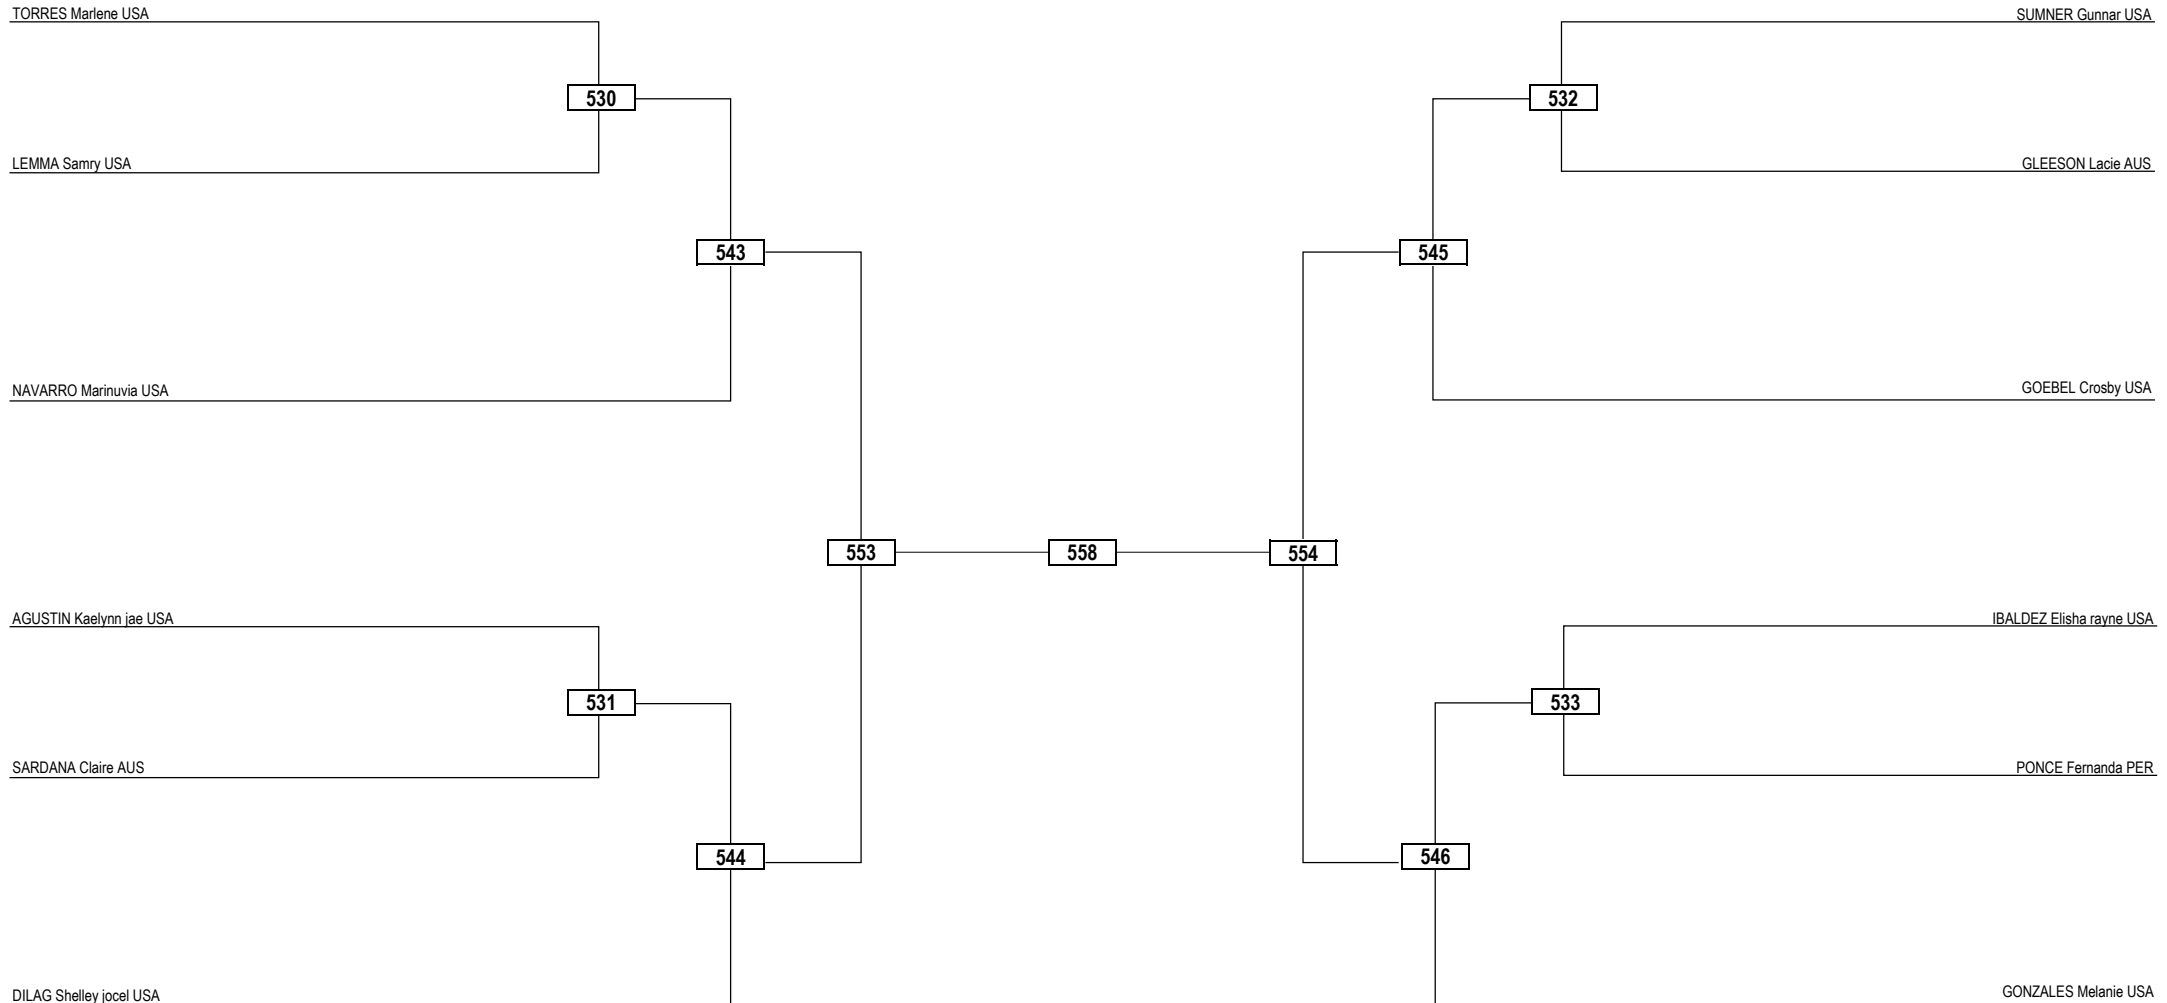 TORRES Marlene USA
SUMNER Gunnar USA
530
532
LEMMA Samry USA
GLEESON Lacie AUS
543
545
NAVARRO Marinuvia USA
GOEBEL Crosby USA
553
558
554
AGUSTIN Kaelynn jae USA
IBALDEZ Elisha rayne USA
531
533
SARDANA Claire AUS
PONCE Fernanda PER
544
546
DILAG Shelley jocel USA
GONZALES Melanie USA